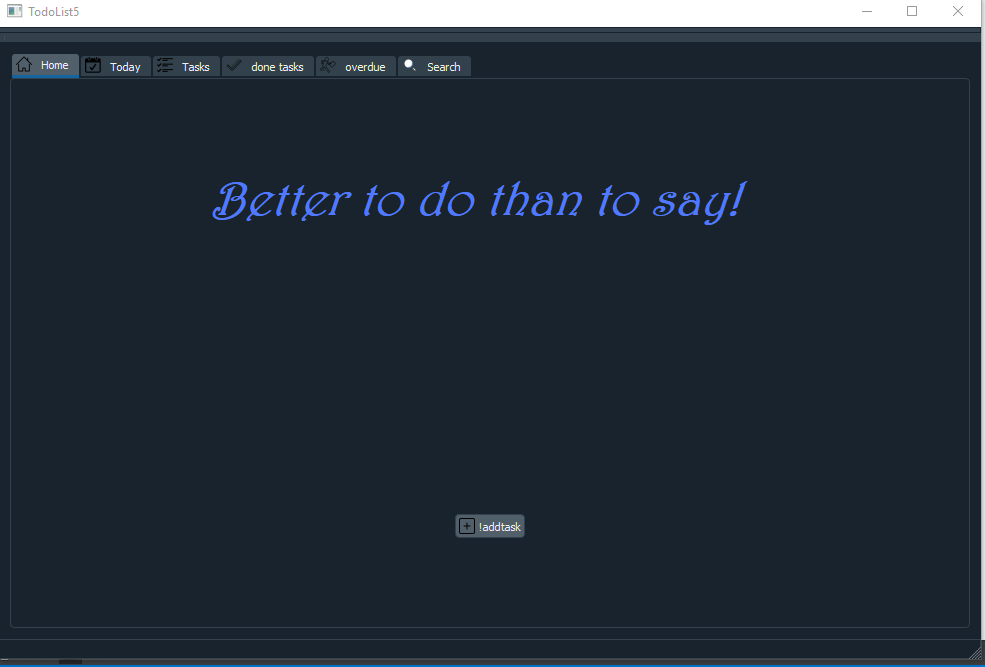 TodoList5
Home Today Tasks done tasks overdue Search
Better to do than to say!
!addtask